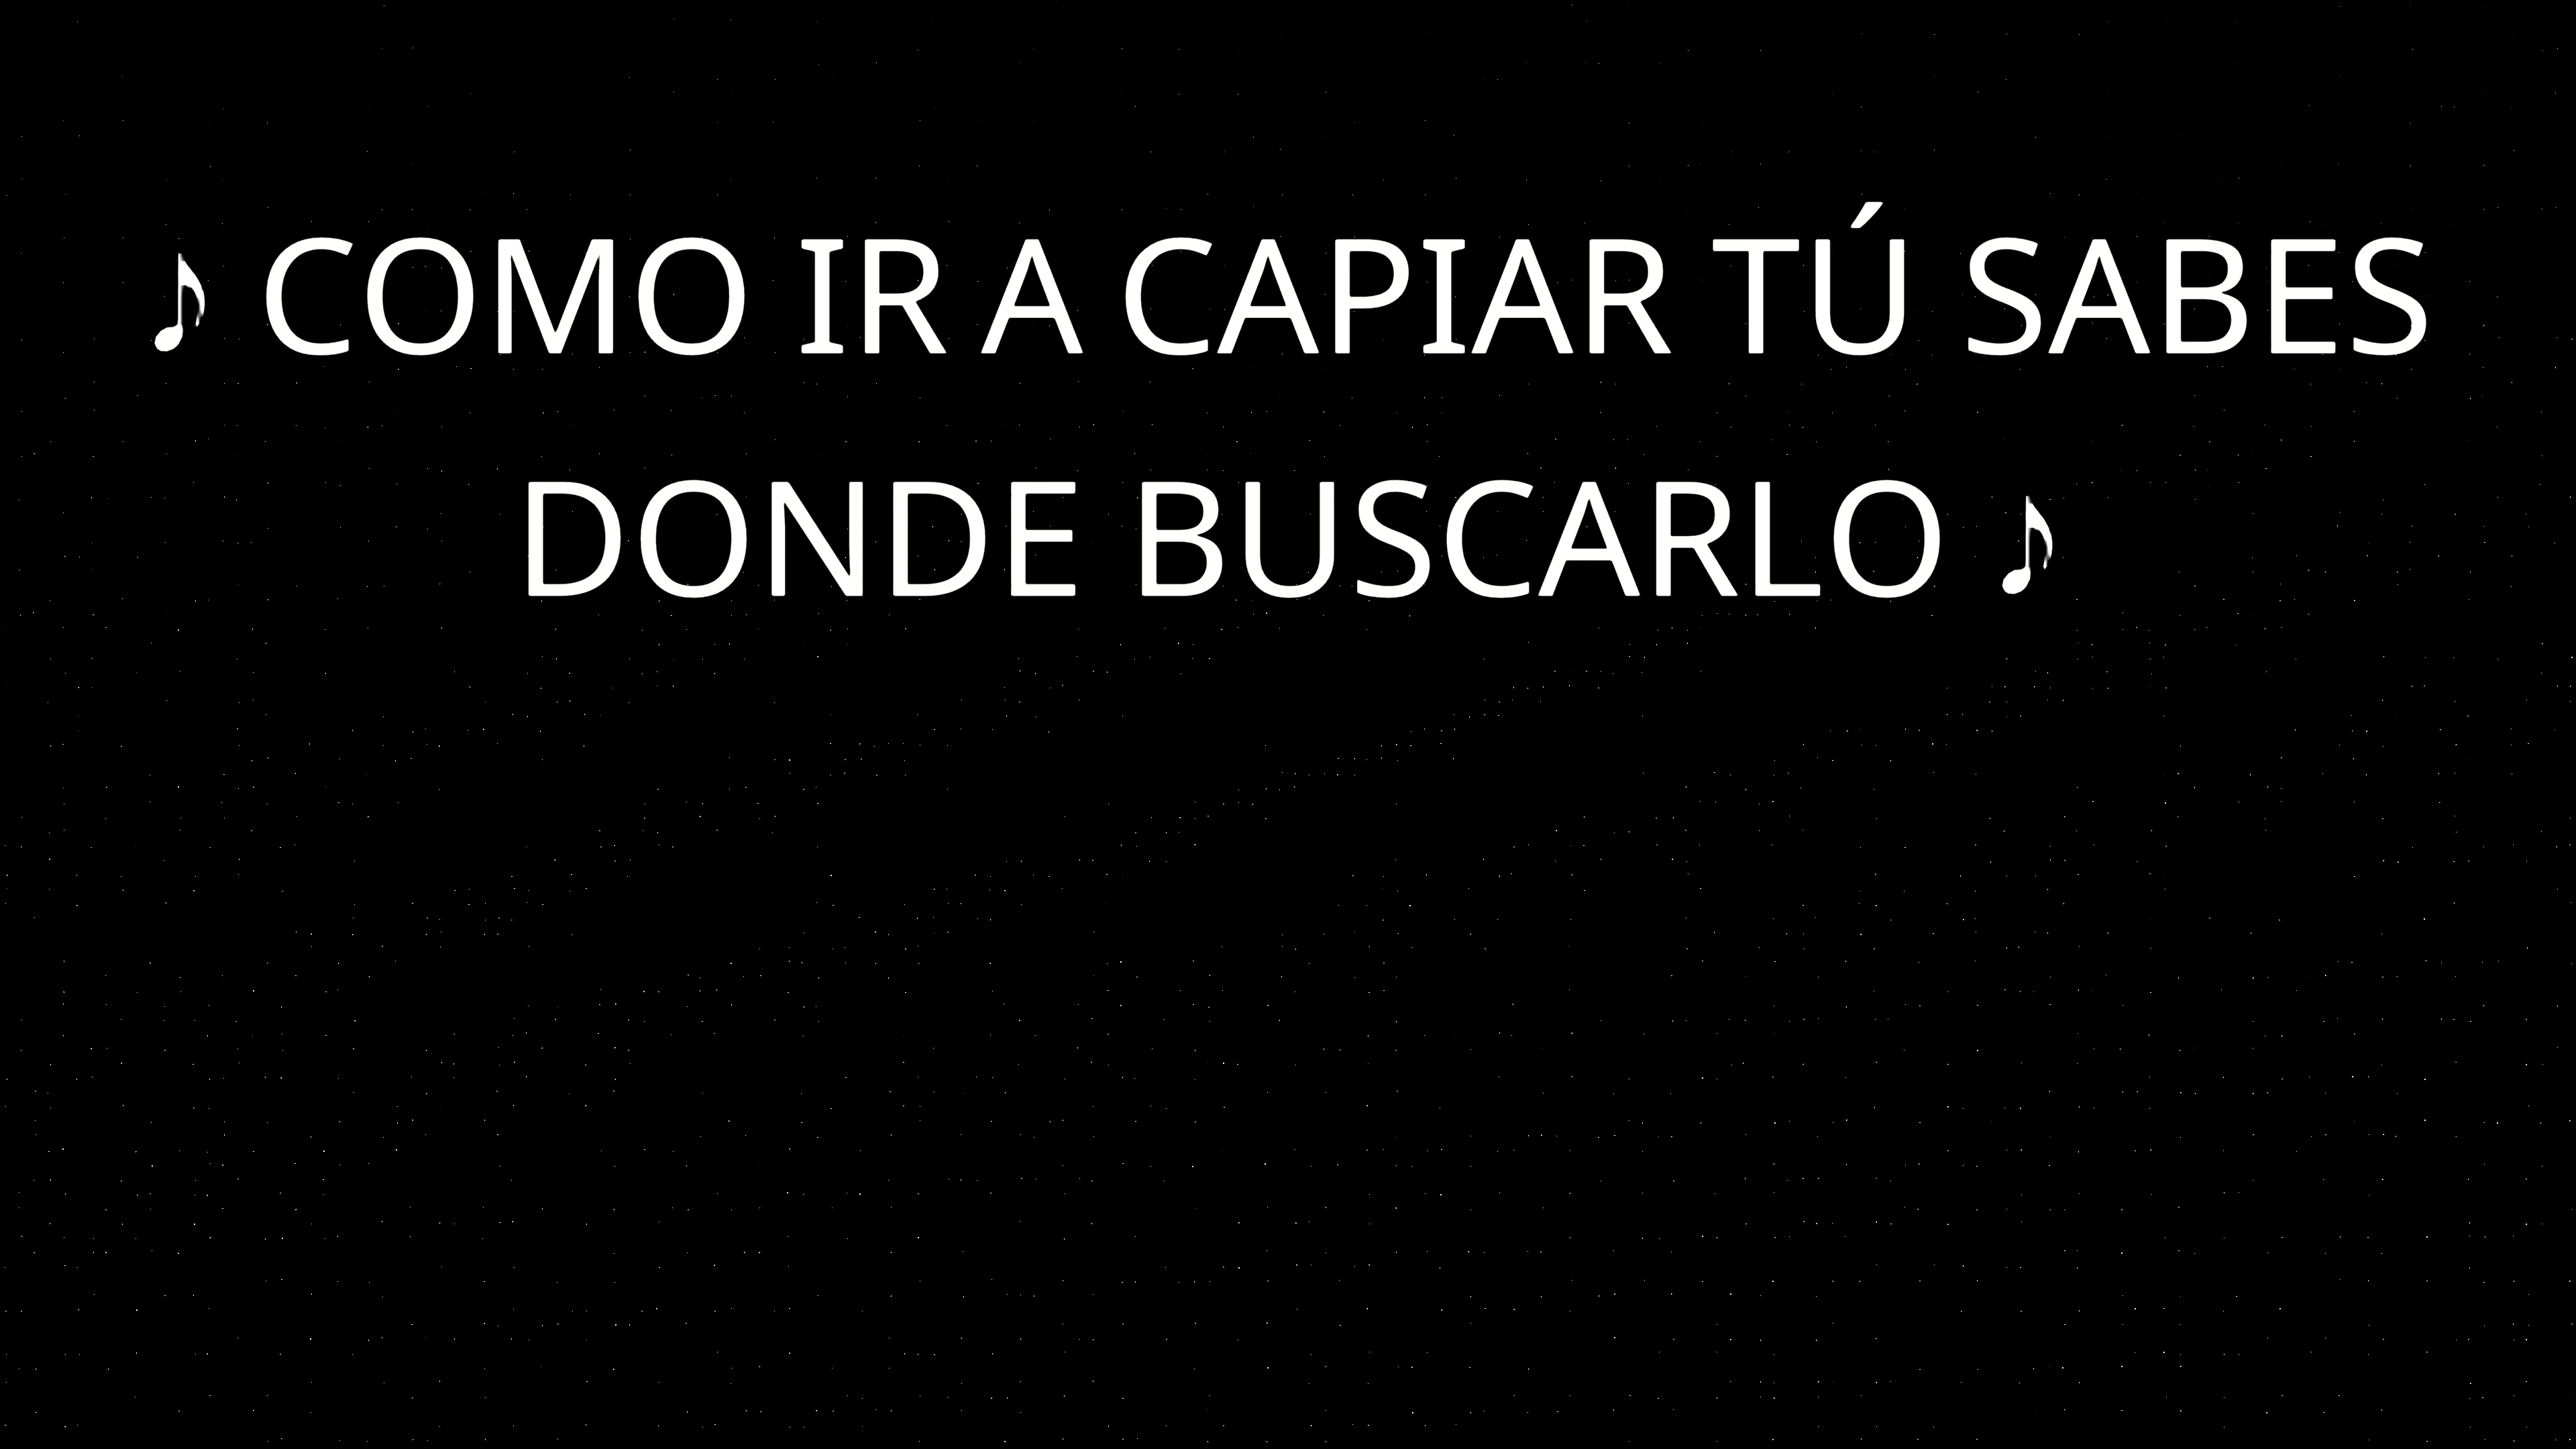 ♪ COMO IR A CAPIAR TÚ SABES
DONDE BUSCARLO ♪